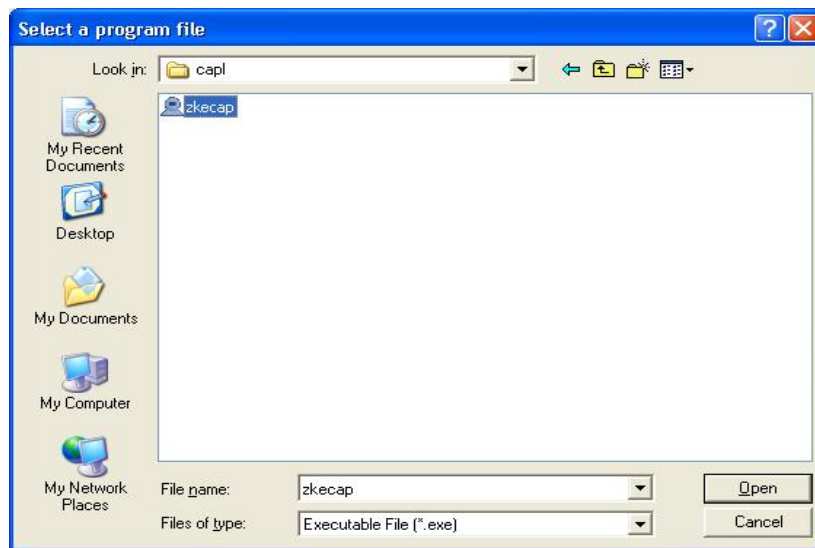 Select a program file
Look in: capl
zkecap
My Recent
Documents
Desktop
My Documents
My Computer
My Network
Places
File name: zkecap Open
Files of type: Executable File (*.exe) Cancel